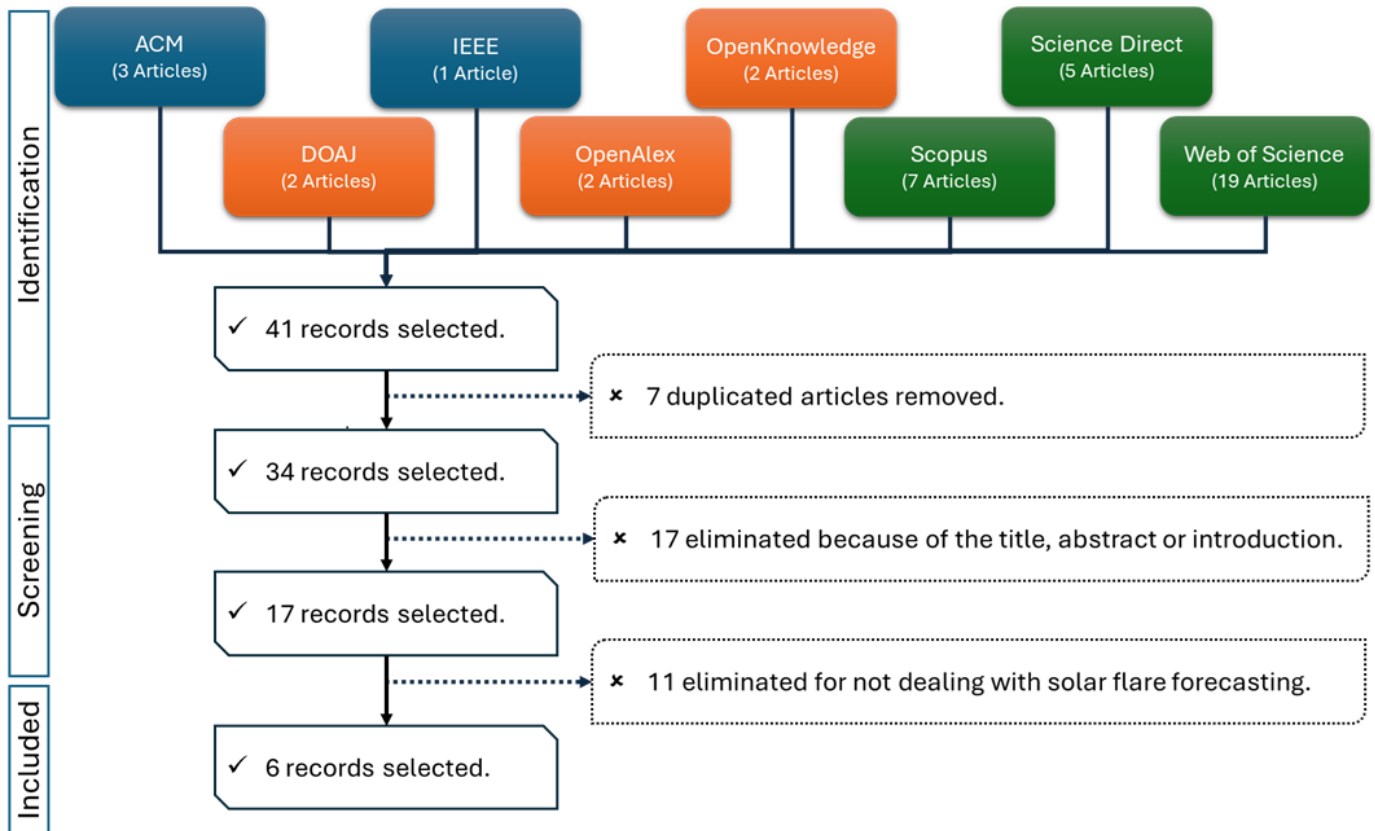 Identification
ACM
(3 Articles)
IEEE
(1 Article)
OpenKnowledge
(2 Articles)
Science Direct
(5 Articles)
DOAJ
(2 Articles)
OpenAlex
(2 Articles)
Scopus
(7 Articles)
Web of Science
(19 Articles)
✓ 41 records selected.
✘ 7 duplicated articles removed.
Screening
✓ 34 records selected.
✘ 17 eliminated because of the title, abstract or introduction.
✓ 17 records selected.
✘ 11 eliminated for not dealing with solar flare forecasting.
Included
✓ 6 records selected.